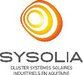 SYSOLIA
CLUSTER SYSTÈMES SOLAIRES
INDUSTRIELS EN AQUITAINE